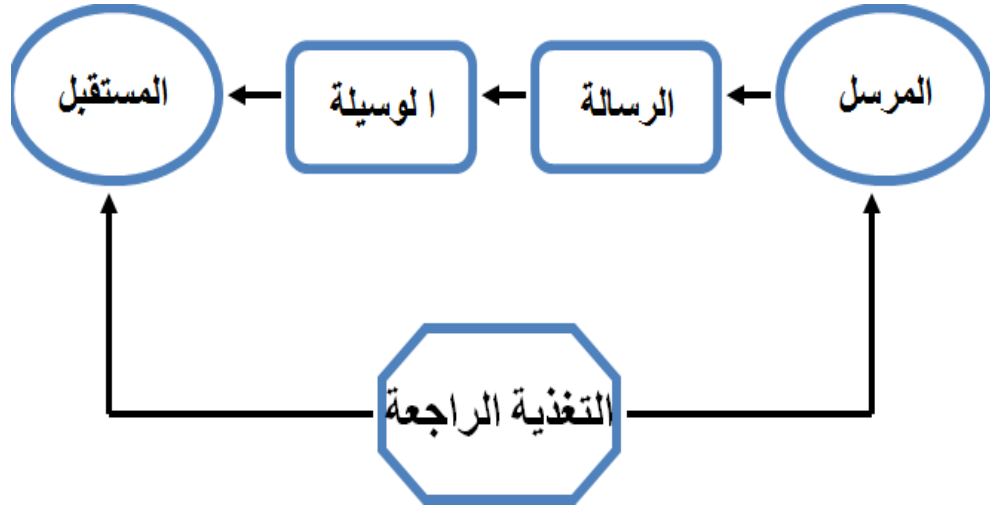 المرسل
الرسالة
ا لوسيلة
المستقبل
التغذية الراجعة